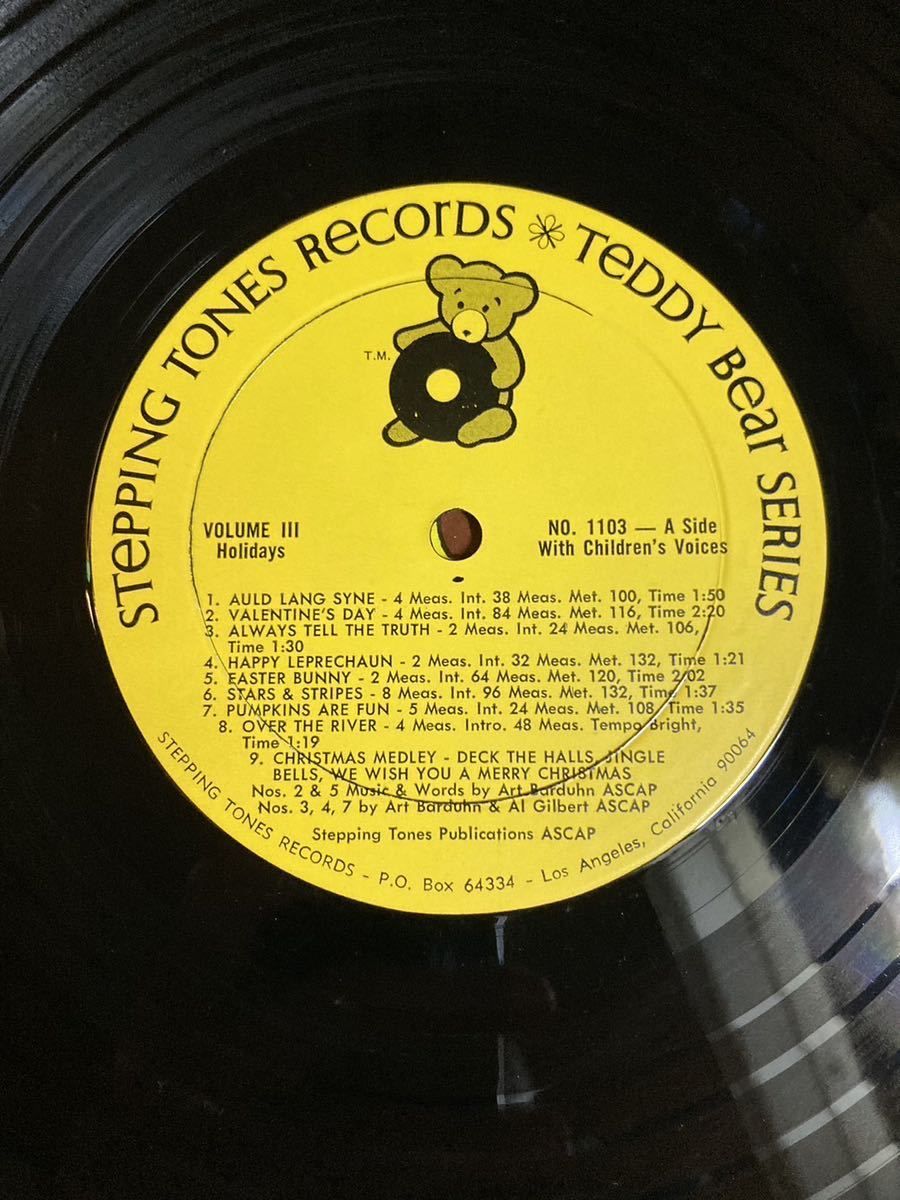 STEPPING TONES RECORDS * TEDDY Bear SERIES
T.M.
VOLUME III
Holidays
NO. 1103 — A Side
With Children's Voices
1. AULD LANG SYNE - 4 Meas. Int. 38 Meas. Met. 100, Time 1:50
2. VALENTINE'S DAY - 4 Meas. Int. 84 Meas. Met. 116, Time 2:20
3. ALWAYS TELL THE TRUTH - 2 Meas. Int. 24 Meas. Met. 106,
Time 1:30
4. HAPPY LEPRECHAUN - 2 Meas. Int. 32 Meas. Met. 132, Time 1:21
5. EASTER BUNNY - 2 Meas. Int. 64 Meas. Met. 120, Time 2:02
6. STARS & STRIPES - 8 Meas. Int. 96 Meas. Met. 132, Time 1:37
7. PUMPKINS ARE FUN - 5 Meas. Int. 24 Meas. Met. 108, Time 1:35
8. OVER THE RIVER - 4 Meas. Intro. 48 Meas. Tempo Bright,
Time 1:19
9. CHRISTMAS MEDLEY - DECK THE HALLS, JINGLE
BELLS, WE WISH YOU A MERRY CHRISTMAS
Nos. 2 & 5 Music & Words by Art Barduhn ASCAP
Nos. 3, 4, 7 by Art Barduhn & Al Gilbert ASCAP
Stepping Tones Publications ASCAP
STEPPING TONES RECORDS - P.O. Box 64334 - Los Angeles, California 90064